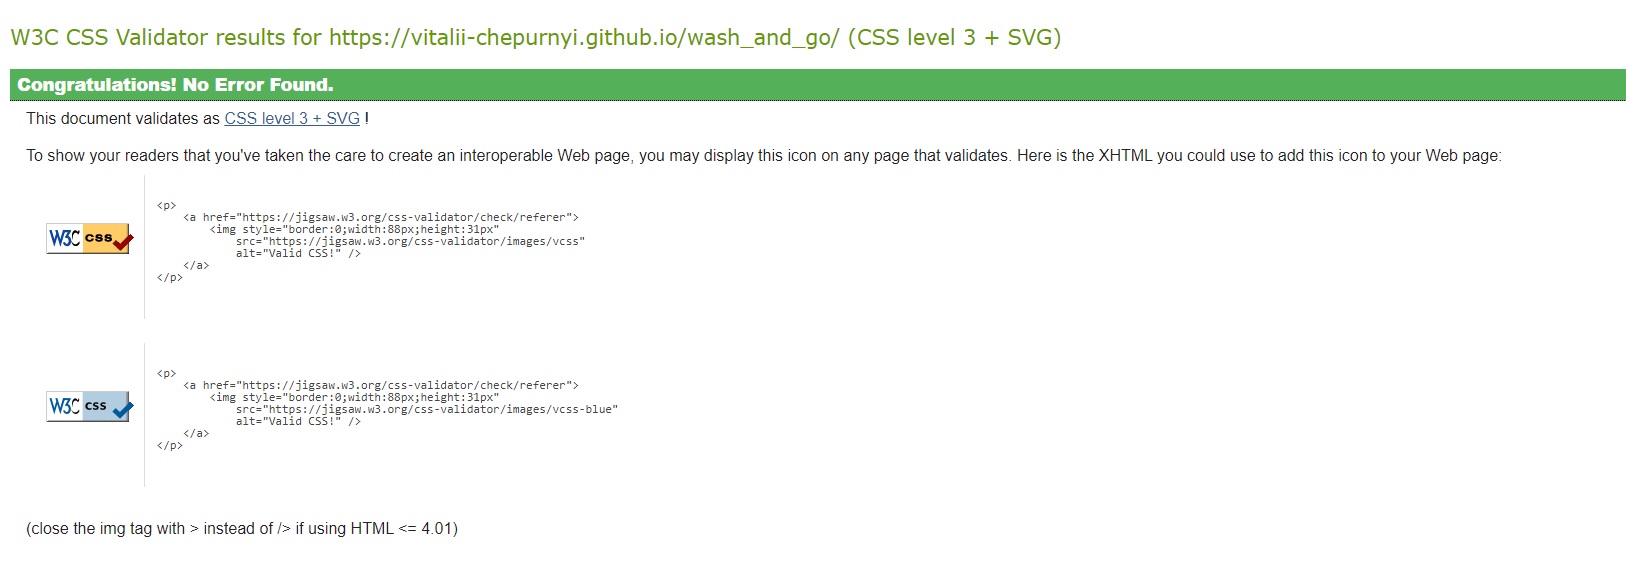 W3C CSS Validator results for https://vitalii-chepurnyi.github.io/wash_and_go/ (CSS level 3 + SVG)
Congratulations! No Error Found.
This document validates as CSS level 3 + SVG !
To show your readers that you've taken the care to create an interoperable Web page, you may display this icon on any page that validates. Here is the XHTML you could use to add this icon to your Web page:
W3C css
<p>
<a href="https://jigsaw.w3.org/css-validator/check/referer">
<img style="border:0;width:88px;height:31px"
src="https://jigsaw.w3.org/css-validator/images/vcss"
alt="Valid CSS!" />
</a>
</p>
W3C css
<p>
<a href="https://jigsaw.w3.org/css-validator/check/referer">
<img style="border:0;width:88px;height:31px"
src="https://jigsaw.w3.org/css-validator/images/vcss-blue"
alt="Valid CSS!" />
</a>
</p>
(close the img tag with > instead of /> if using HTML <= 4.01)